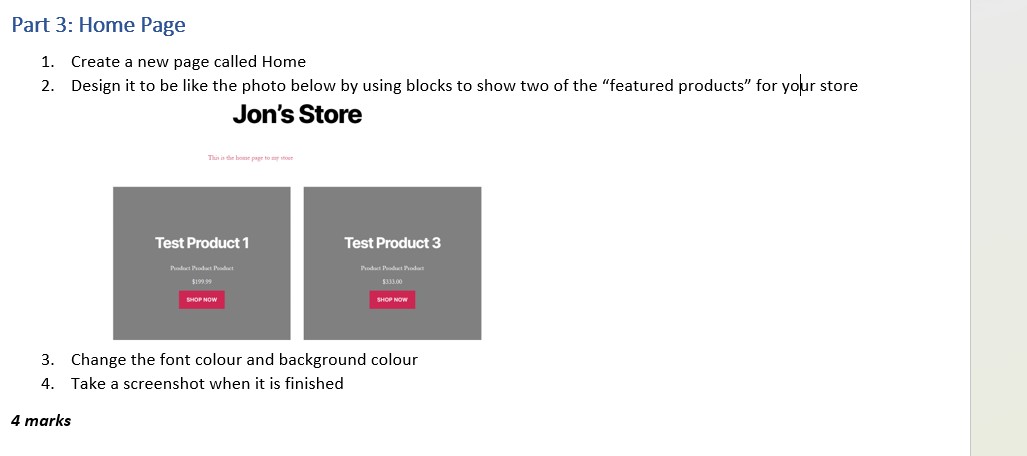 Part 3: Home Page
1. Create a new page called Home
2. Design it to be like the photo below by using blocks to show two of the “featured products” for your store
Jon’s Store
This is the home page to my store
Test Product 1
Product Product Product
$199.99
SHOP NOW
Test Product 3
Product Product Product
$333.00
SHOP NOW
3. Change the font colour and background colour
4. Take a screenshot when it is finished
4 marks